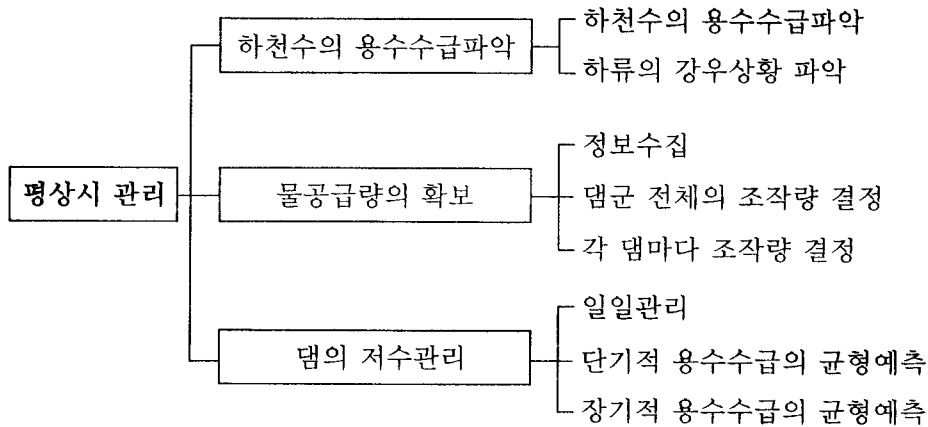 하천수의 용수수급파악
하천수의 용수수급파악
하류의 강우상황 파악
평상시 관리
물공급량의 확보
정보수집
댐군 전체의 조작량 결정
각 댐마다 조작량 결정
댐의 저수관리
일일관리
단기적 용수수급의 균형예측
장기적 용수수급의 균형예측